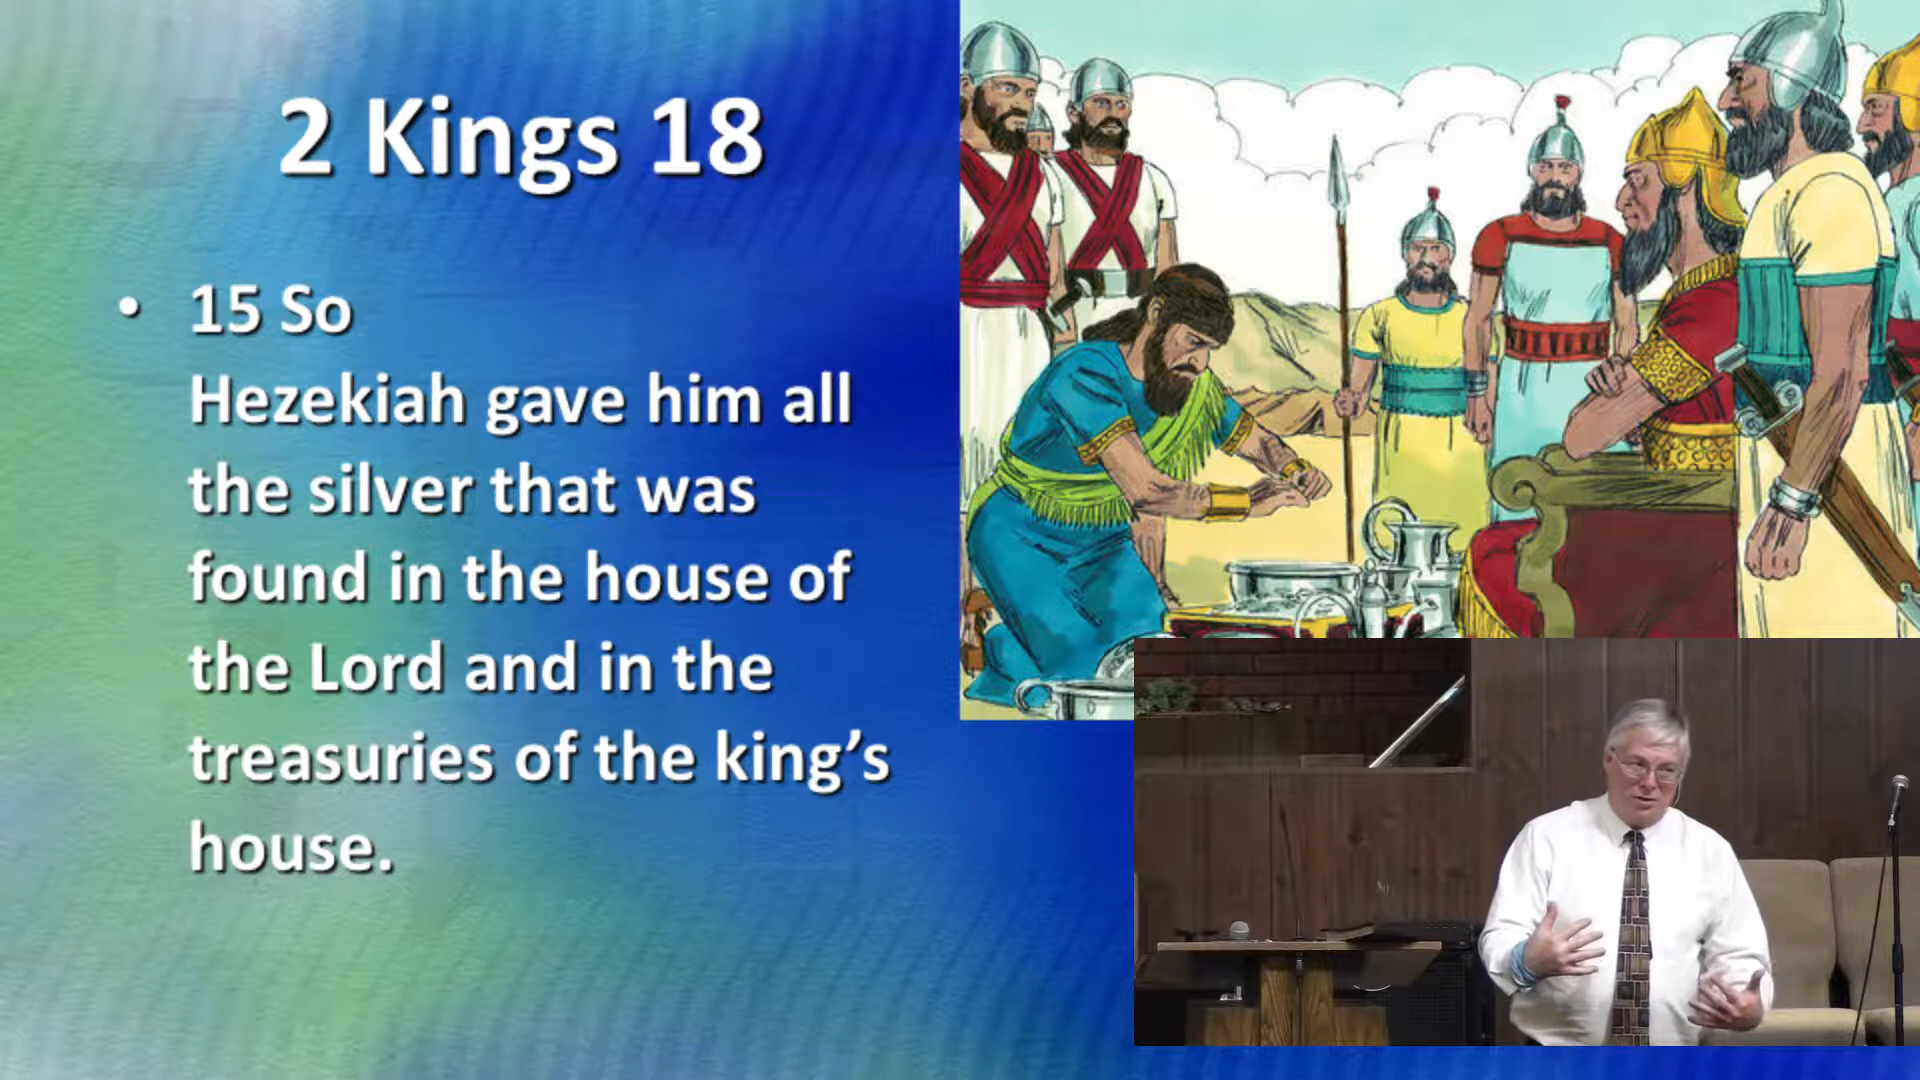 2 Kings 18
• 15 So
Hezekiah gave him all
the silver that was
found in the house of
the Lord and in the
treasuries of the king’s
house.